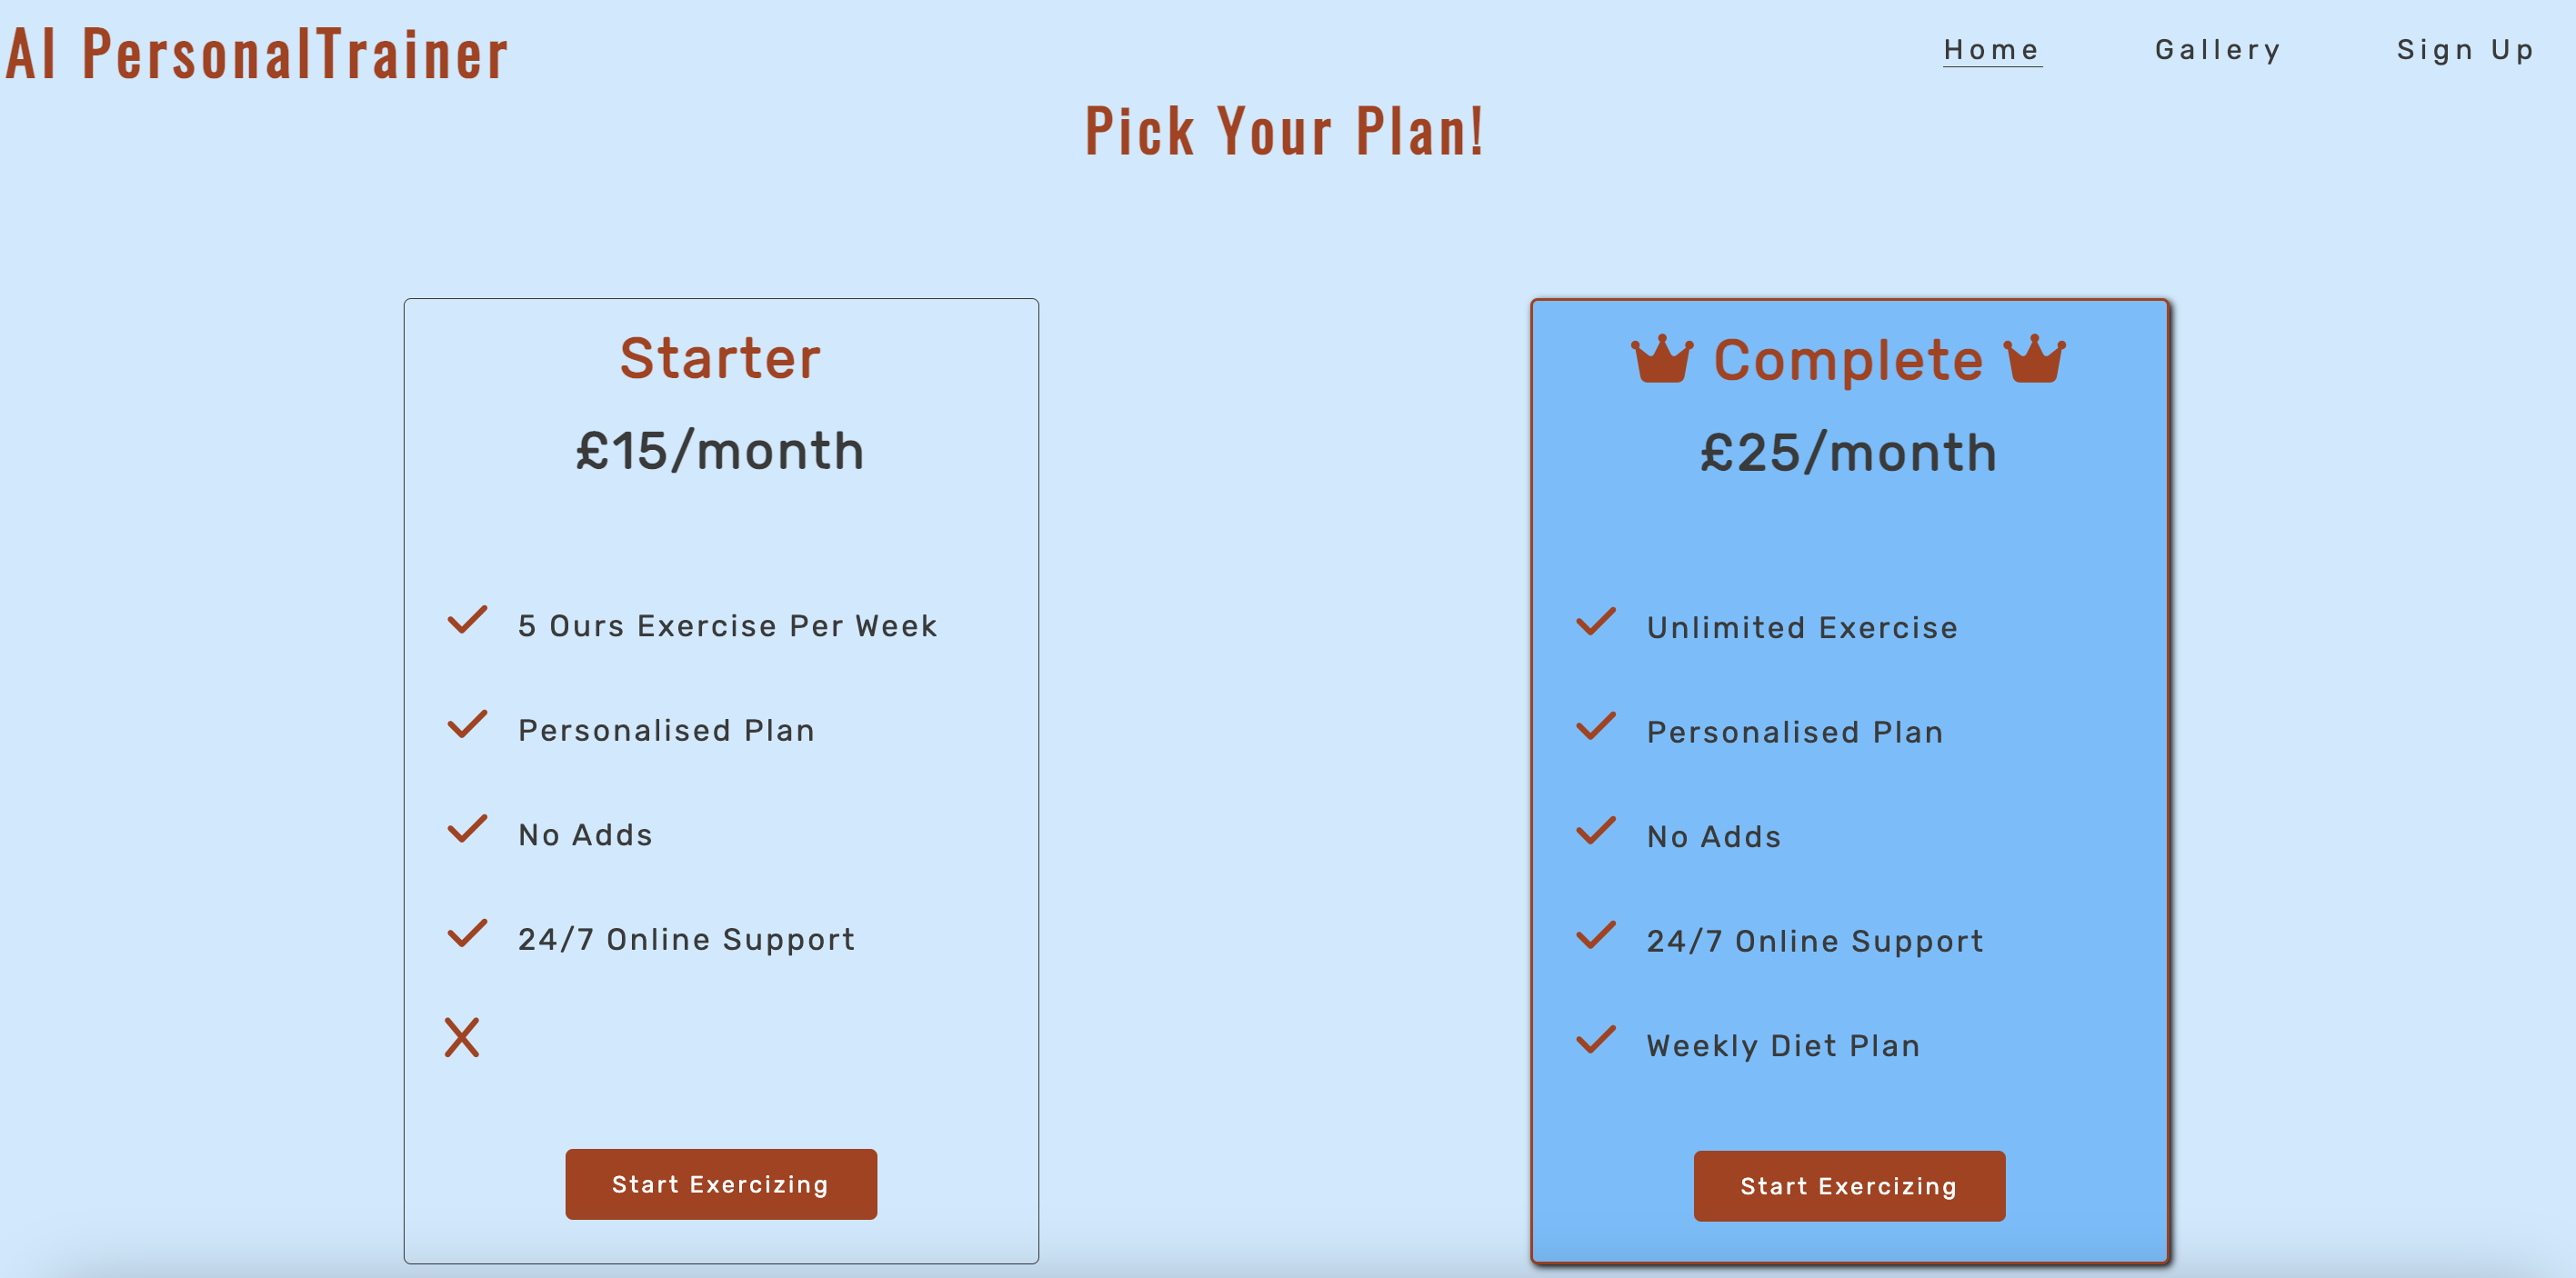 AI PersonalTrainer
Home
Gallery
Sign Up
Pick Your Plan!
Starter
£15/month
5 Ours Exercise Per Week
Personalised Plan
No Adds
24/7 Online Support
Start Exercizing
Complete
£25/month
Unlimited Exercise
Personalised Plan
No Adds
24/7 Online Support
Weekly Diet Plan
Start Exercizing